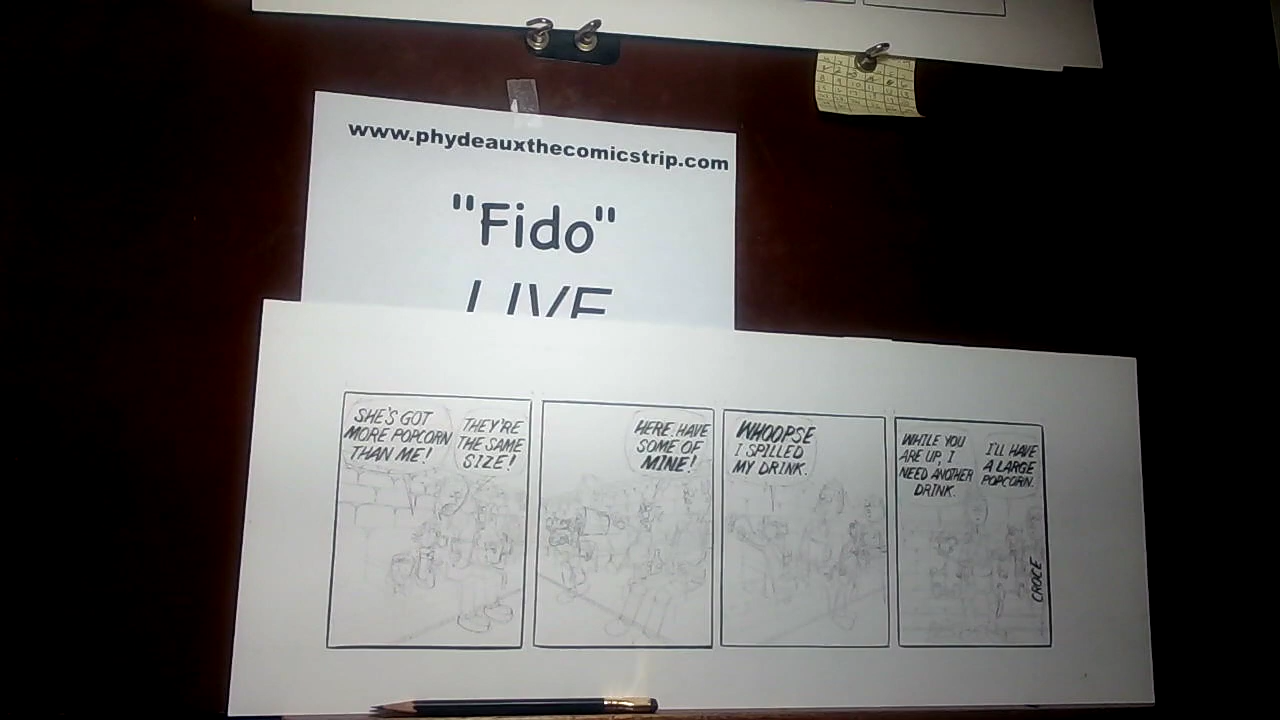 www.phydeauxthecomicstrip.com
"Fido"
LIVE
SHE'S GOT
MORE POPCORN
THAN ME!
THEY'RE
THE SAME
SIZE!
HERE, HAVE
SOME OF
MINE!
WHOOPSE
I SPILLED
MY DRINK.
WHILE YOU
ARE UP, I
NEED ANOTHER
DRINK.
I'LL HAVE
A LARGE
POPCORN.
CROCE